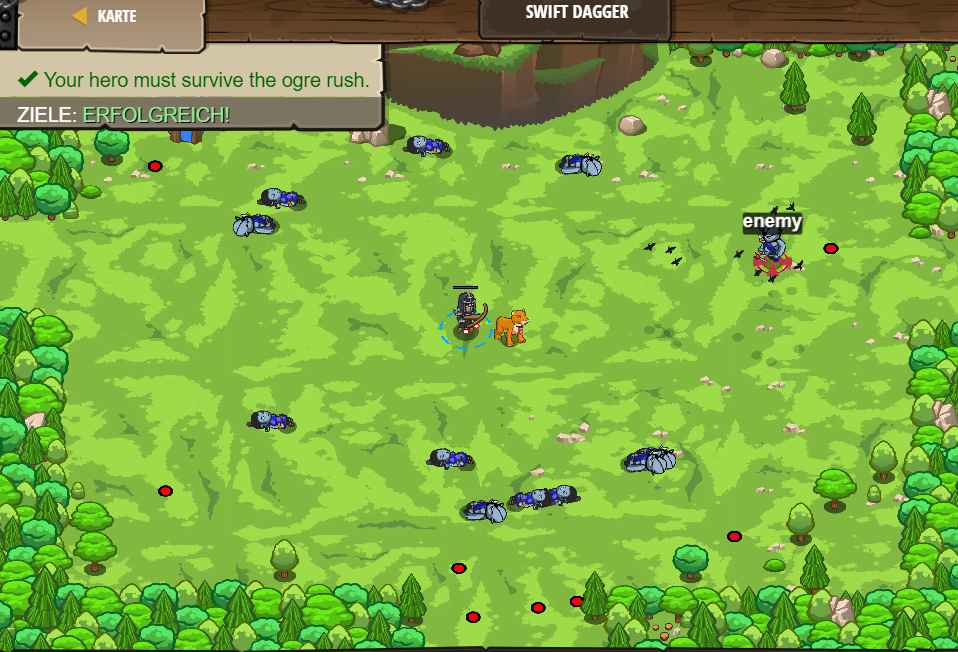 KARTE
SWIFT DAGGER
Your hero must survive the ogre rush.
ZIELE: ERFOLGREICH!
enemy